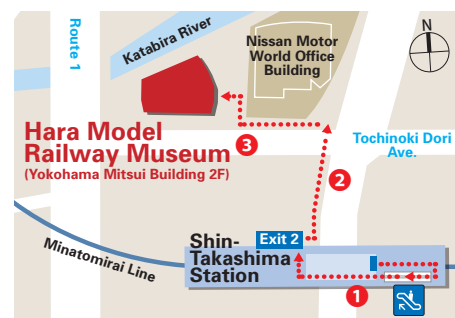 Route 1
Katabira River
Nissan Motor
World Office
Building
N
Hara Model
Railway Museum
(Yokohama Mitsui Building 2F)
3
Tochinoki Dori
Ave.
2
Minatomirai Line
Shin-
Takashima
Station
Exit 2
1